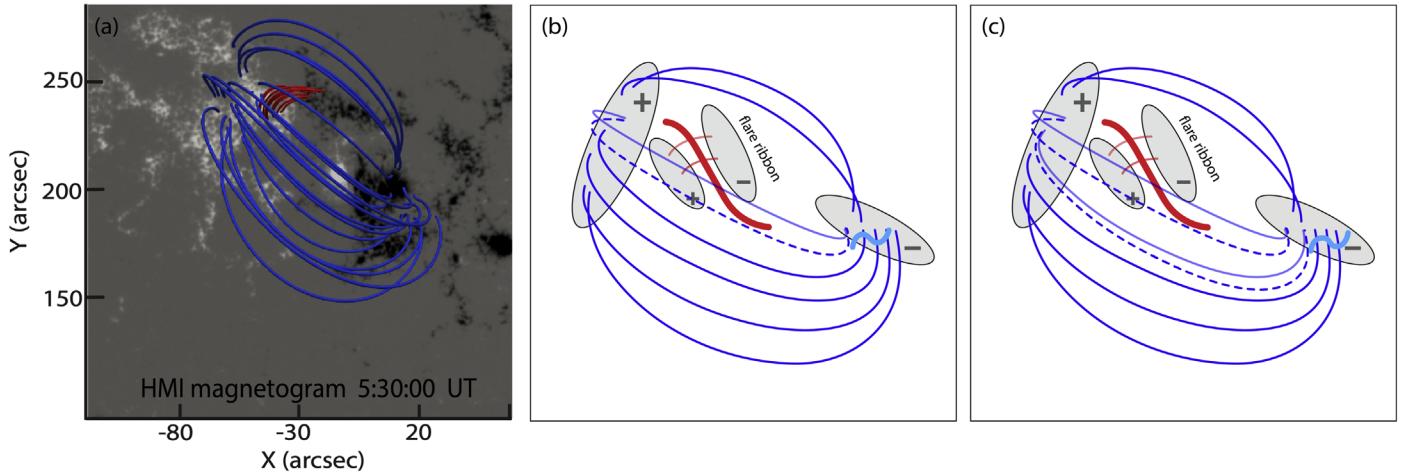 (a)
250
200
150
Y (arcsec)
HMI magnetogram 5:30:00 UT
-80
-30
20
X (arcsec)
(b)
+
flare ribbon
−
+
−
(c)
+
flare ribbon
−
+
−